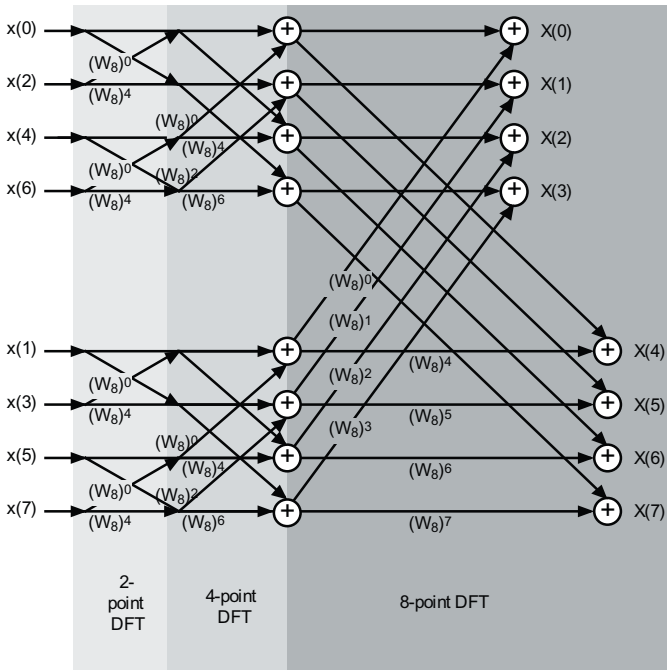 x(0)
(W8)0
x(2)
(W8)4
x(4)
(W8)0
(W8)4
(W8)0
(W8)2
x(6)
(W8)4
(W8)6
+
+
+
+
+
+
+
+
X(0)
X(1)
X(2)
X(3)
(W8)0
(W8)1
(W8)2
(W8)3
x(1)
(W8)0
x(3)
(W8)4
x(5)
(W8)0
(W8)4
(W8)0
(W8)2
x(7)
(W8)4
(W8)6
+
+
+
+
(W8)4
(W8)5
(W8)6
(W8)7
+
+
+
+
X(4)
X(5)
X(6)
X(7)
2-
point
DFT
4-point
DFT
8-point DFT